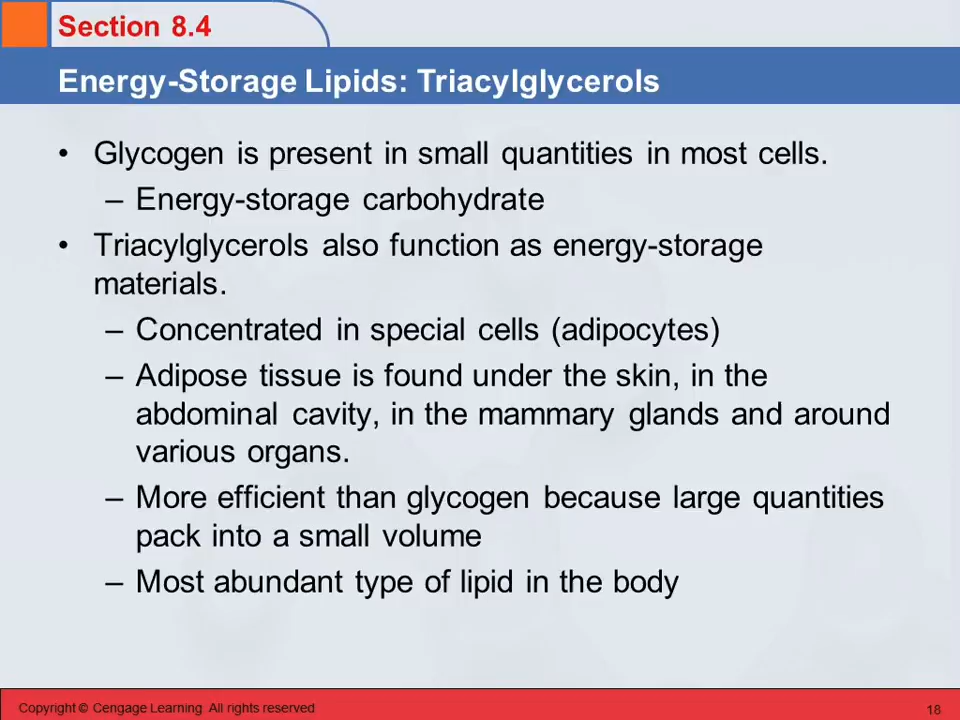 Section 8.4
Energy-Storage Lipids: Triacylglycerols
• Glycogen is present in small quantities in most cells.
– Energy-storage carbohydrate
• Triacylglycerols also function as energy-storage
materials.
– Concentrated in special cells (adipocytes)
– Adipose tissue is found under the skin, in the
abdominal cavity, in the mammary glands and around
various organs.
– More efficient than glycogen because large quantities
pack into a small volume
– Most abundant type of lipid in the body
Copyright © Cengage Learning. All rights reserved
18